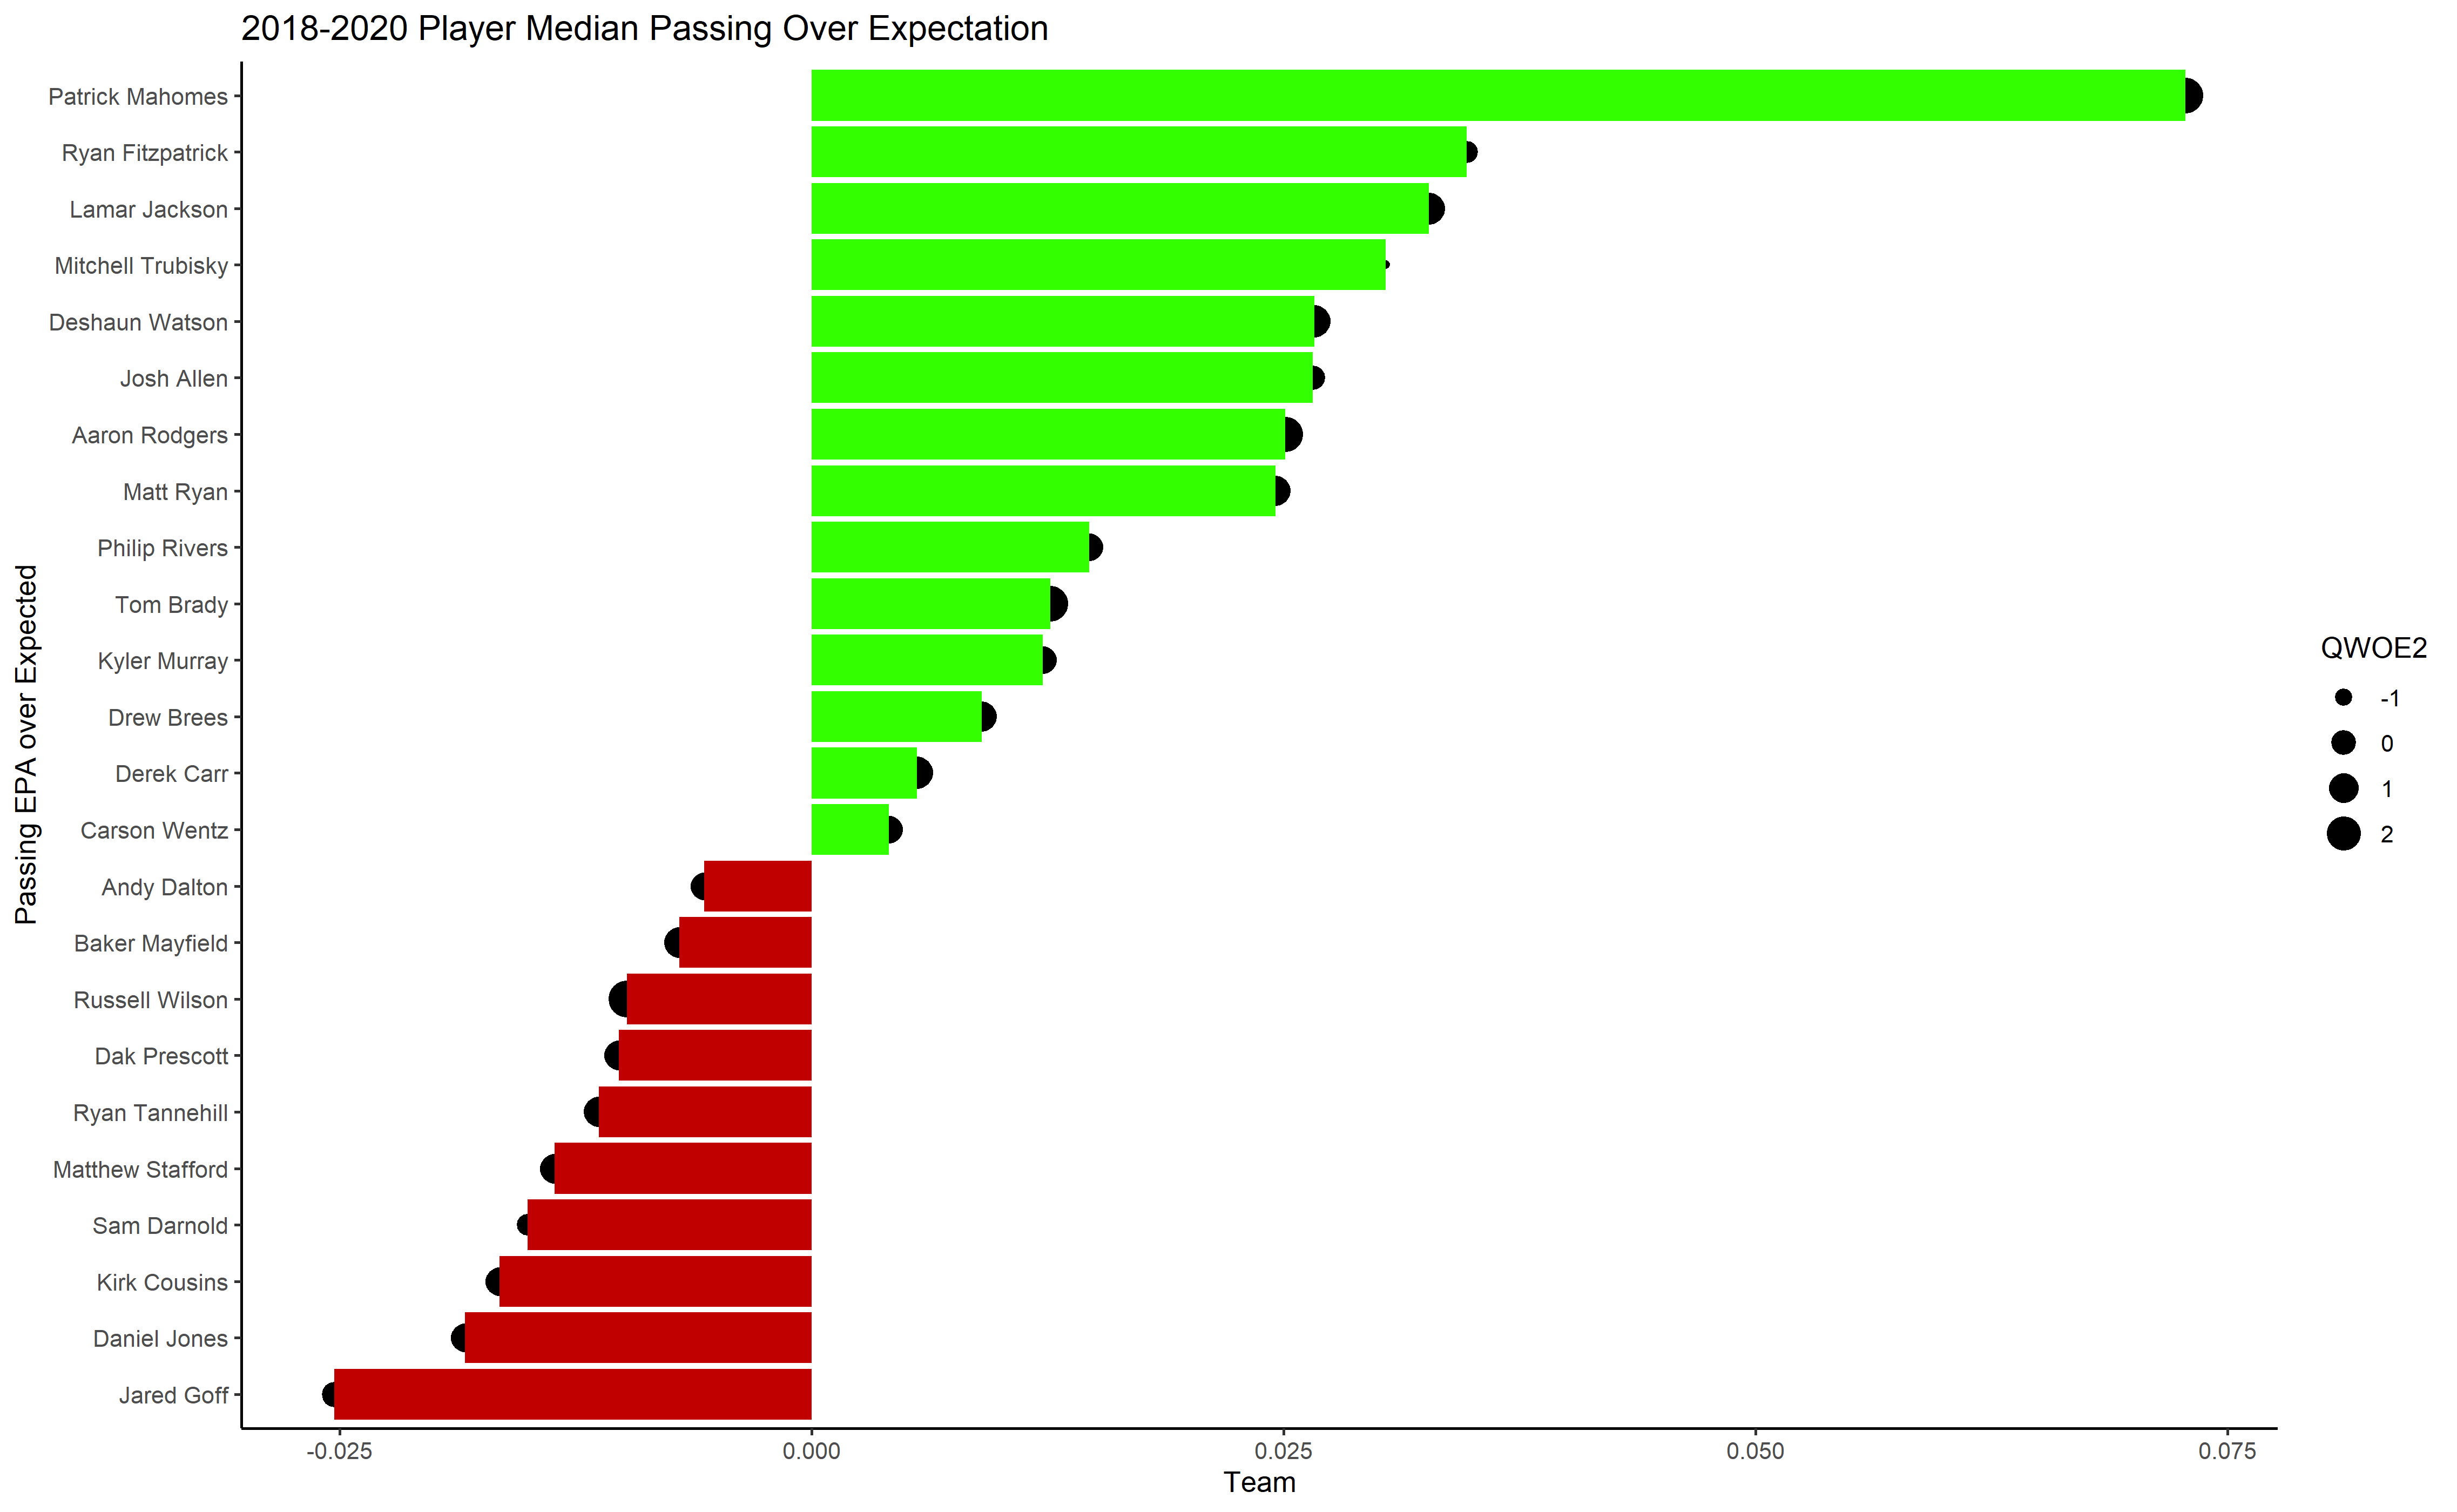 2018-2020 Player Median Passing Over Expectation
Passing EPA over Expected
Patrick Mahomes
Ryan Fitzpatrick
Lamar Jackson
Mitchell Trubisky
Deshaun Watson
Josh Allen
Aaron Rodgers
Matt Ryan
Philip Rivers
Tom Brady
Kyler Murray
Drew Brees
Derek Carr
Carson Wentz
Andy Dalton
Baker Mayfield
Russell Wilson
Dak Prescott
Ryan Tannehill
Matthew Stafford
Sam Darnold
Kirk Cousins
Daniel Jones
Jared Goff
-0.025 0.000 0.025 0.050 0.075
Team
QWOE2
-1
0
1
2